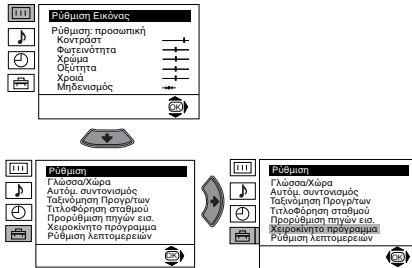 Ρύθμιση Εικόνας
Ρύθμιση: προσωπική
Κοντράστ
Φωτεινότητα
Χρώμα
Οξύτητα
Χροιά
Μηδενισμός
OK
Ρύθμιση
Γλώσσα/Χώρα
Αυτόμ. συντονισμός
Ταξινόμηση Προγρ/των
ΤιτλοΦόρηση σταθμού
Προρύθμιση πηγών εισ.
Χειροκίνητο πρόγραμμα
Ρύθμιση λεπτομερειών
OK
Ρύθμιση
Γλώσσα/Χώρα
Αυτόμ. συντονισμός
Ταξινόμηση Προγρ/των
ΤιτλοΦόρηση σταθμού
Προρύθμιση πηγών εισ.
Χειροκίνητο πρόγραμμα
Ρύθμιση λεπτομερειών
OK